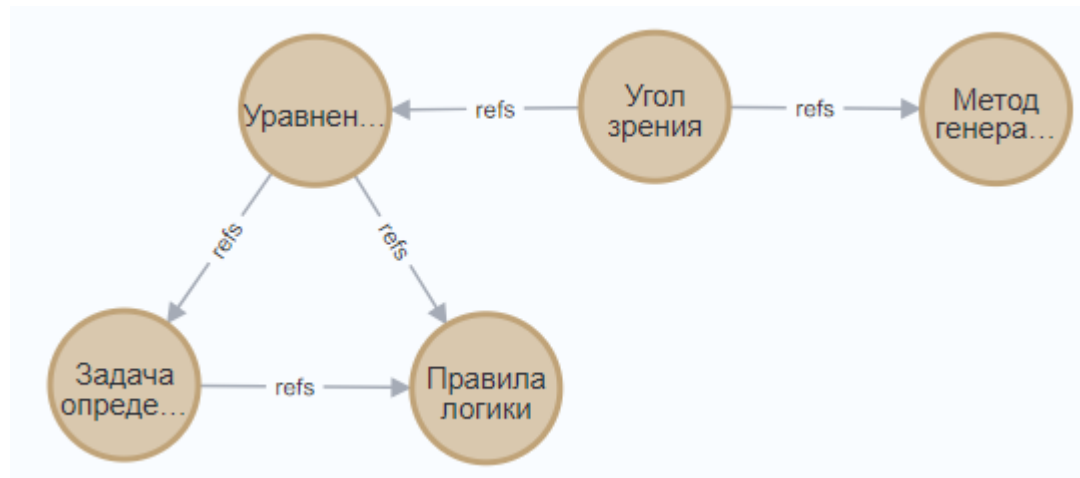 Уравнен...
refs
Угол
зрения
refs
Метод
генера...
refs
refs
Задача
опреде...
refs
Правила
логики